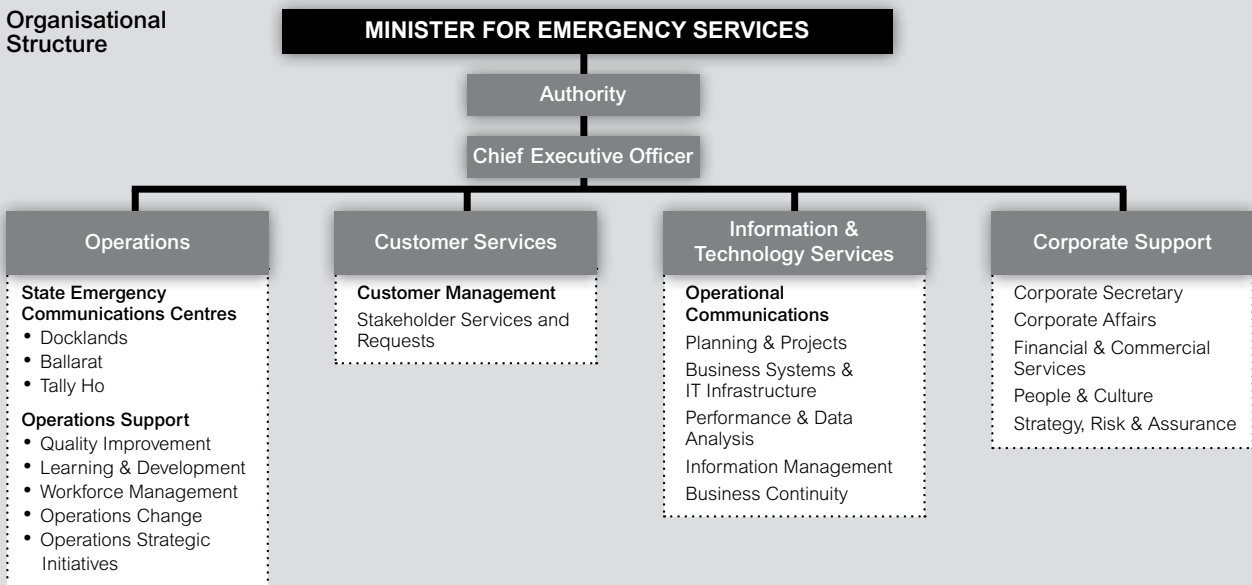 Organisational
Structure
MINISTER FOR EMERGENCY SERVICES
Authority
Chief Executive Officer
Operations
State Emergency
Communications Centres
• Docklands
• Ballarat
• Tally Ho
Operations Support
• Quality Improvement
• Learning & Development
• Workforce Management
• Operations Change
• Operations Strategic
Initiatives
Customer Services
Customer Management
Stakeholder Services and
Requests
Information &
Technology Services
Operational
Communications
Planning & Projects
Business Systems &
IT Infrastructure
Performance & Data
Analysis
Information Management
Business Continuity
Corporate Support
Corporate Secretary
Corporate Affairs
Financial & Commercial
Services
People & Culture
Strategy, Risk & Assurance